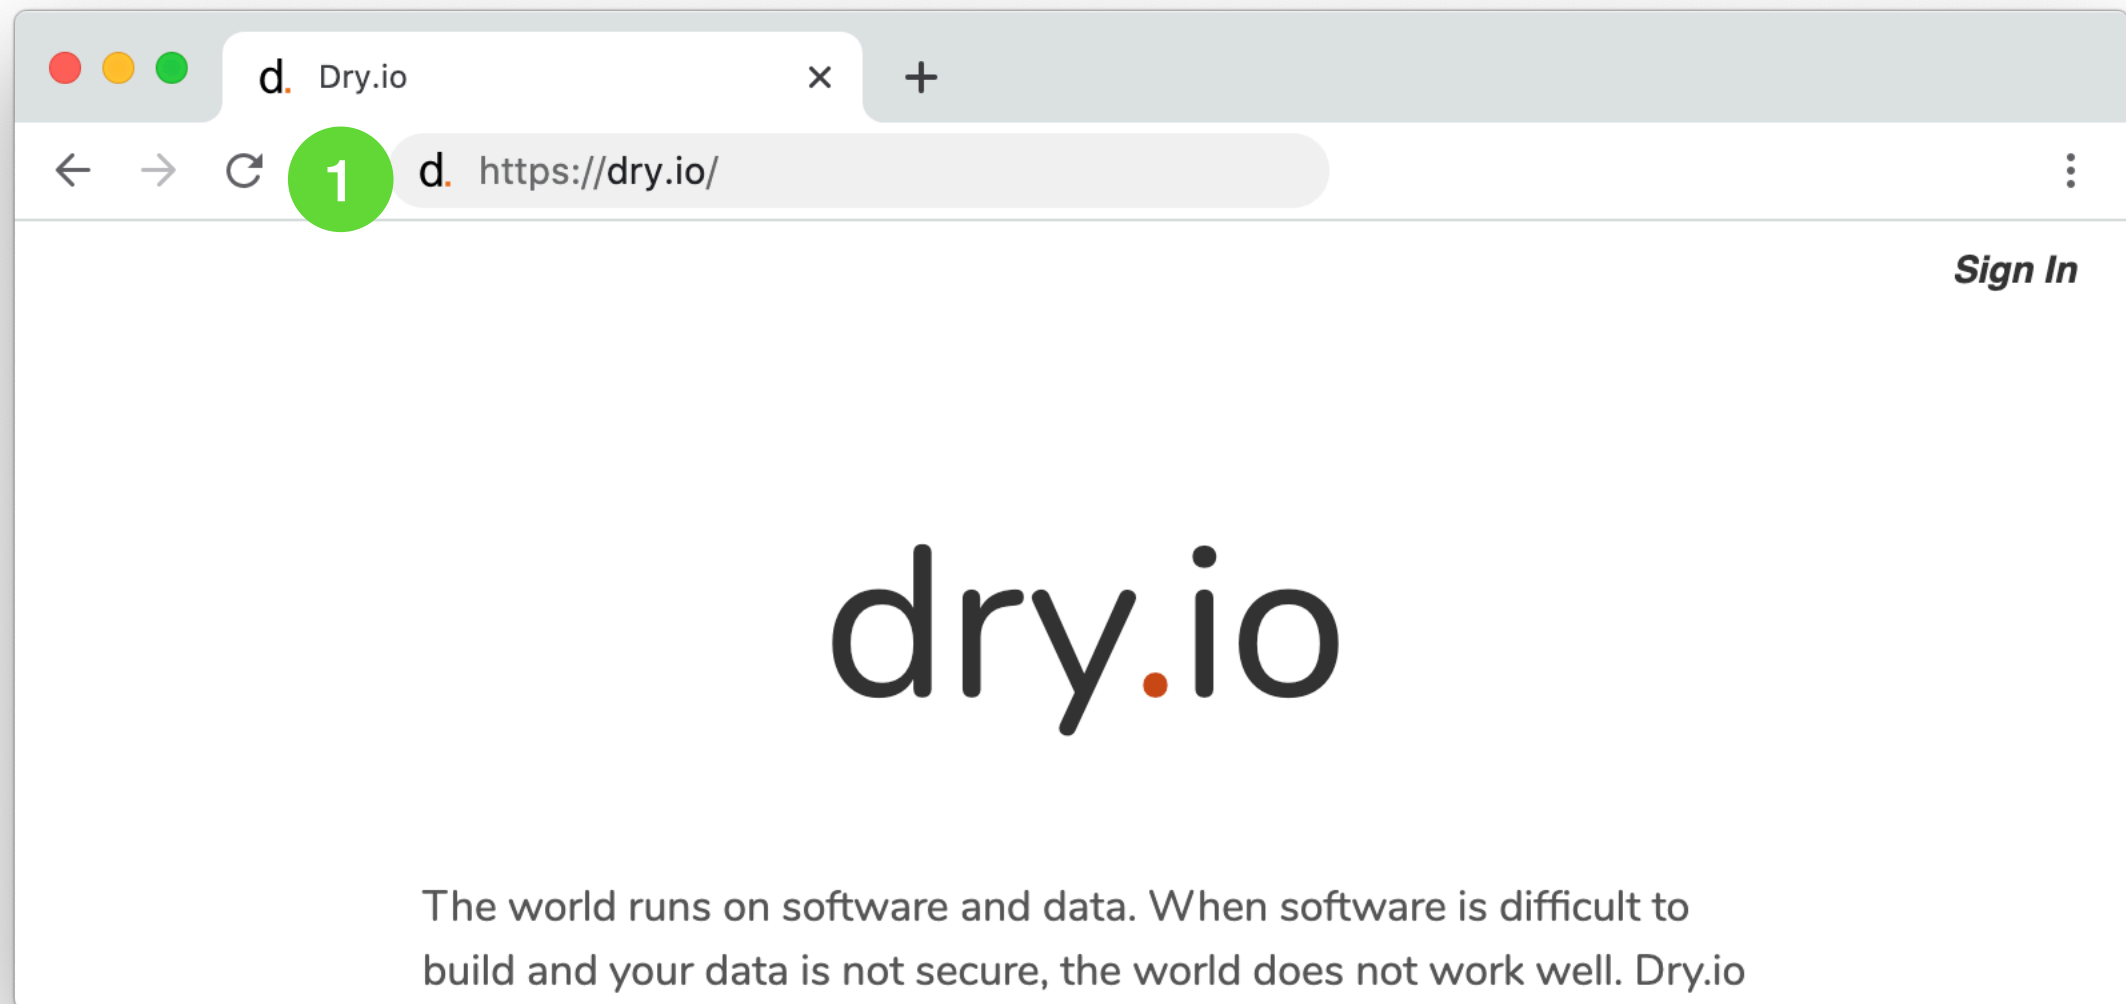 d. Dry.io
1 d. https://dry.io/
Sign In
dry.io
The world runs on software and data. When software is difficult to
build and your data is not secure, the world does not work well. Dry.io